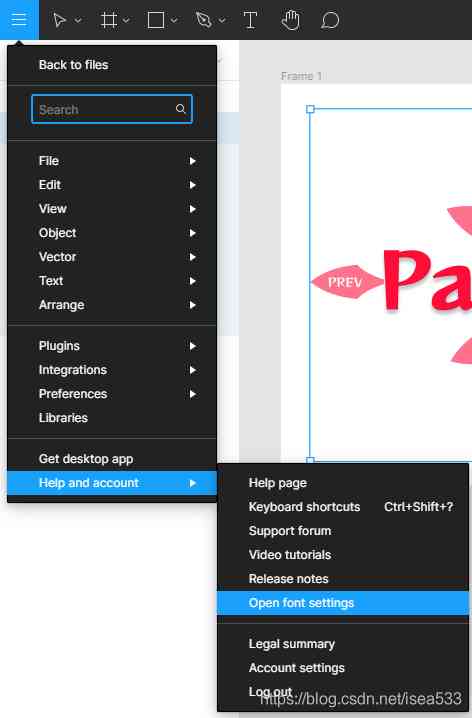 Back to files
Frame 1
Search
File
Edit
View
Object
Vector
Text
Arrange
PREV
Pa
Plugins
Integrations
Preferences
Libraries
Get desktop app
Help and account
Help page
Keyboard shortcuts Ctrl+Shift+?
Support forum
Video tutorials
Release notes
Open font settings
Legal summary
Account settings
Log out
https://blog.csdn.net/isea533